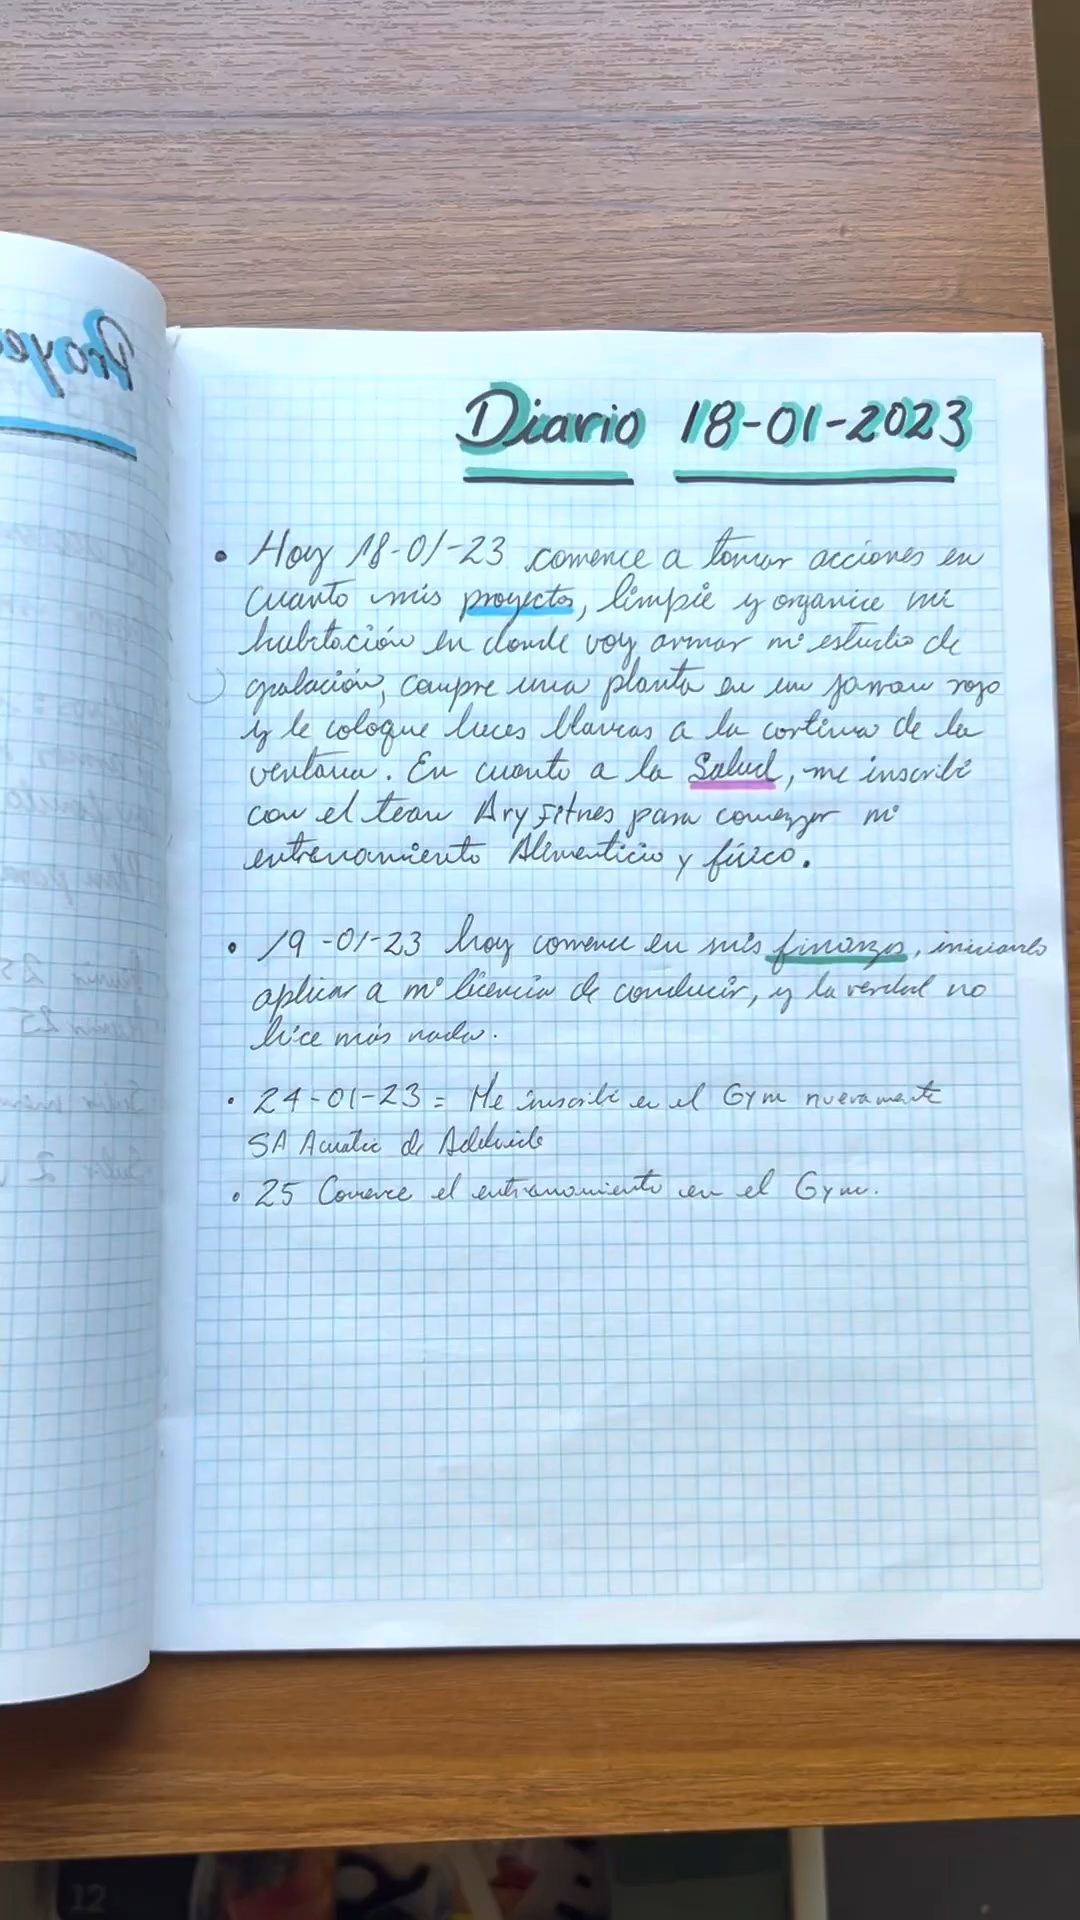 Proye
Diario 18-01-2023
• Hoy 18-01-23 comence a tomar acciones en
cuanto mis proyectos, limpie y organice mi
habitación en donde voy armar mi estudio de
grabación, compre una planta en un jarron rojo
y le coloque luces blancas a la cortina de la
ventana. En cuanto a la Salud, me inscribi
con el team Ary Fitnes para comenzar mi
entrenamiento Alimenticio y físico.
• 19-01-23 hoy comence en mis finanzas, iniciando
aplicar a mi licencia de conducir, y la verdad no
hice más nada.
• 24-01-23 = Me inscribi en el Gym nuevamente
SA Acuatic de Adelaide
• 25 Comence el entrenamiento en el Gym.
12